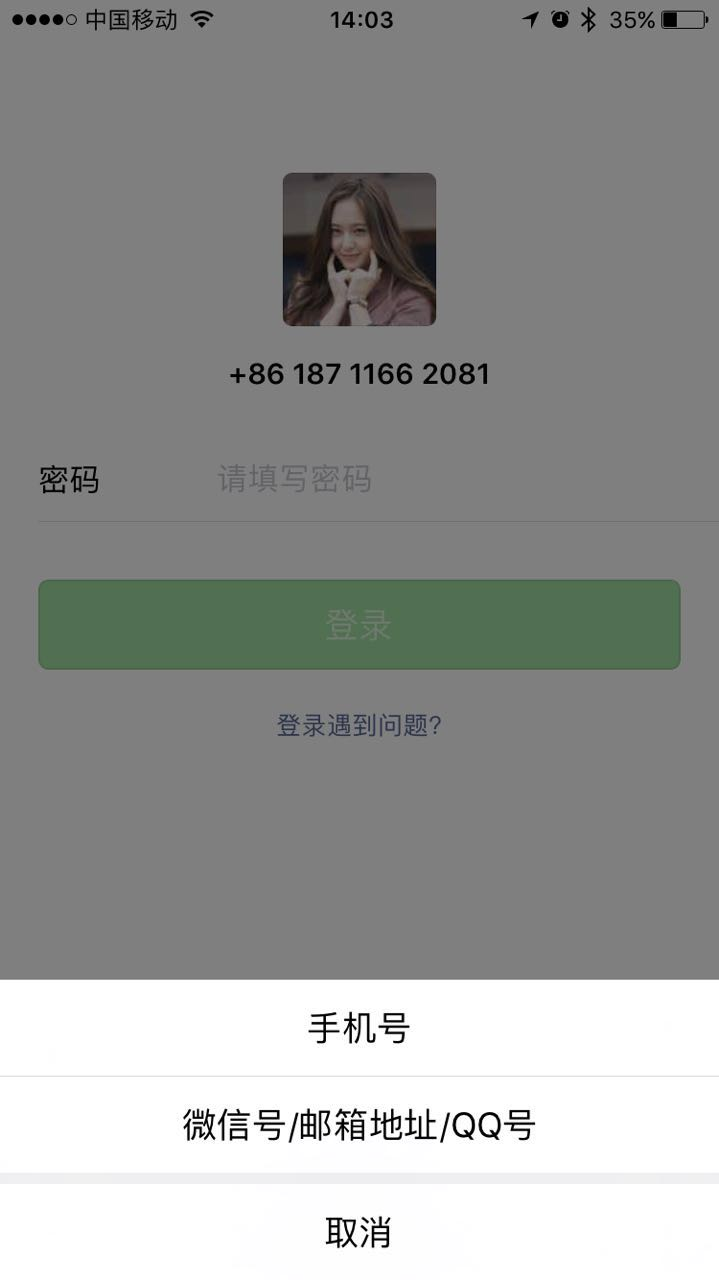 中国移动 14:03 35%
+86 187 1166 2081
密码 请填写密码
登录
登录遇到问题?
手机号
微信号/邮箱地址/QQ号
取消